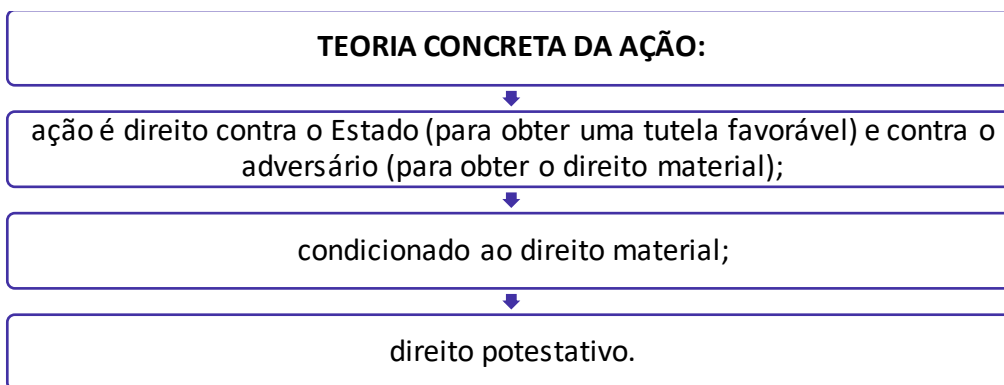 TEORIA CONCRETA DA AÇÃO:
ação é direito contra o Estado (para obter uma tutela favorável) e contra o
adversário (para obter o direito material);
condicionado ao direito material;
direito potestativo.